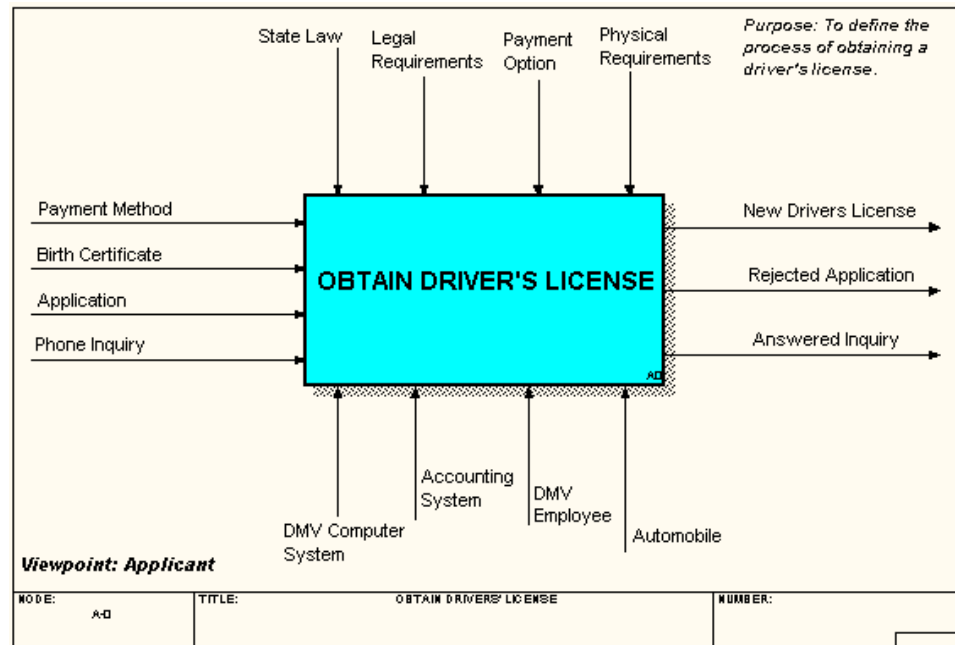 State Law
Legal
Requirements
Payment
Option
Physical
Requirements
Purpose: To define the
process of obtaining a
driver's license.
Payment Method
Birth Certificate
Application
Phone Inquiry
OBTAIN DRIVER'S LICENSE
A0
New Drivers License
Rejected Application
Answered Inquiry
DMV Computer
System
Accounting
System
DMV
Employee
Automobile
Viewpoint: Applicant
NODE:
A-0
TITLE:
OBTAIN DRIVERS' LICENSE
NUMBER: